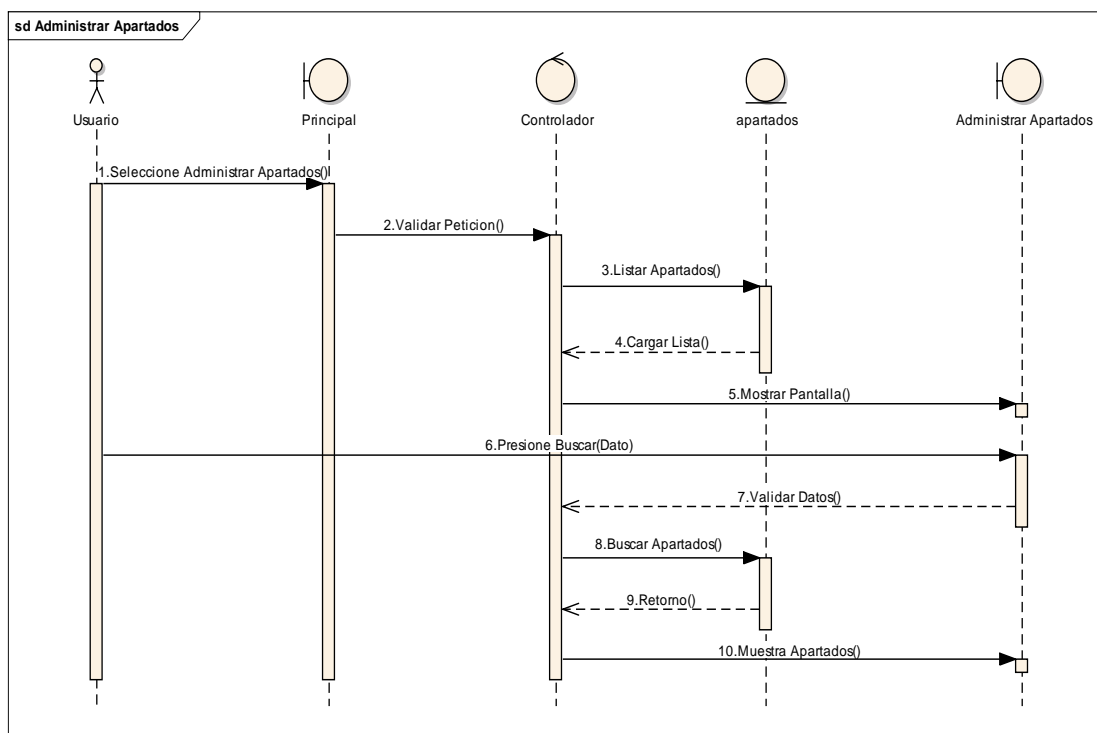 sd Administrar Apartados
Usuario
Principal
Controlador
apartados
Administrar Apartados
1.Seleccione Administrar Apartados()
2.Validar Peticion()
3.Listar Apartados()
4.Cargar Lista()
5.Mostrar Pantalla()
6.Presione Buscar(Dato)
7.Validar Datos()
8.Buscar Apartados()
9.Retorno()
10.Muestra Apartados()